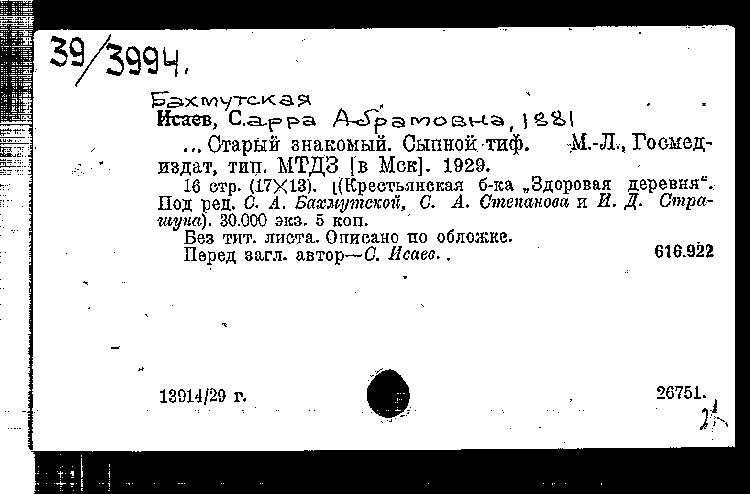 39/3994.
Бахмутская
Исаев, Сарра Абрамовна, 1881
... Старый знакомый. Сыпной тиф. М.-Л., Госмед-
издат, тип. МТДЗ [в Мск]. 1929.
16 стр. (17X13). (Крестьянская б-ка „Здоровая деревня“.
Под ред. С. А. Бахмутской, С. А. Степанова и И. Д. Стра-
шуна). 30.000 экз. 5 коп.
Без тит. листа. Описано по обложке.
Перед загл. автор—С. Исаев.
616.922
13914/29 г.
26751.